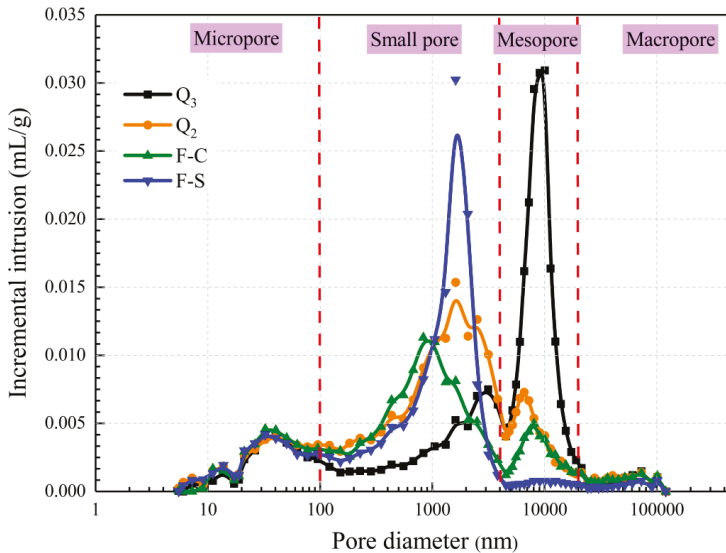 Micropore Small pore Mesopore Macropore
Q₃
Q₂
F-C
F-S
Incremental intrusion (mL/g)
0.035
0.030
0.025
0.020
0.015
0.010
0.005
0.000
1 10 100 1000 10000 100000
Pore diameter (nm)